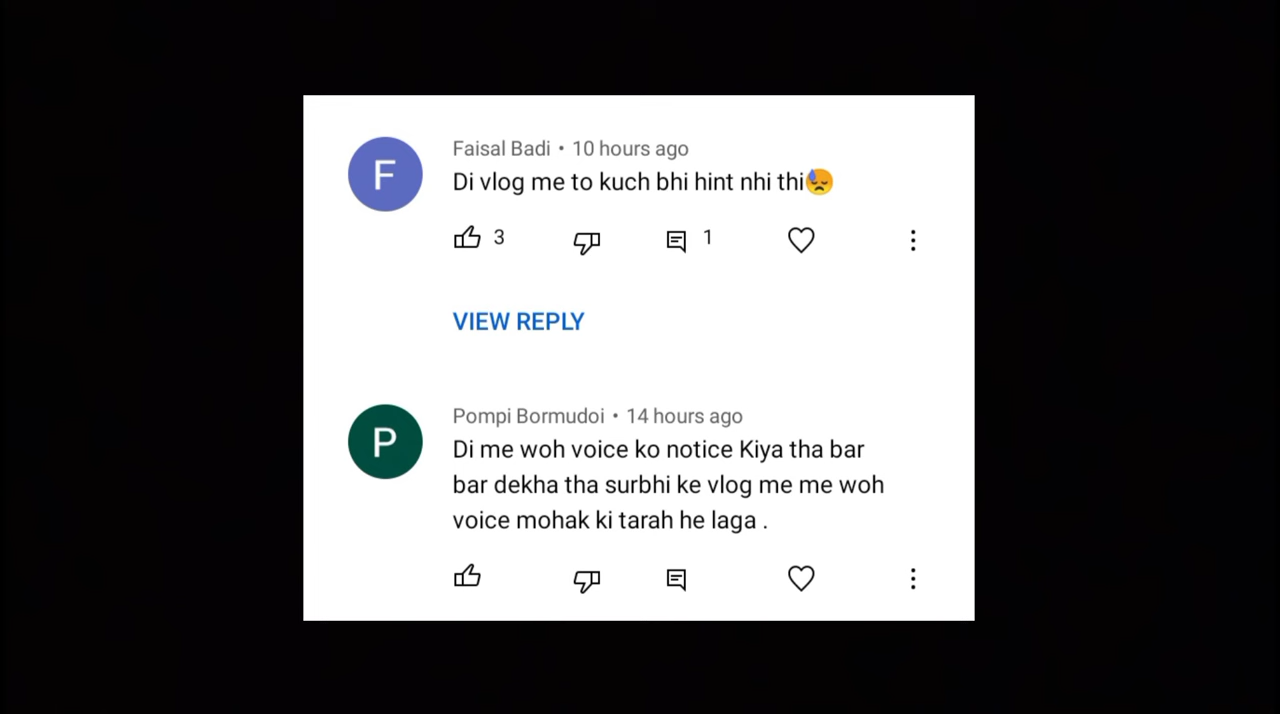 F
Faisal Badi • 10 hours ago
Di vlog me to kuch bhi hint nhi thi😓
3
1
VIEW REPLY
P
Pompi Bormudoi • 14 hours ago
Di me woh voice ko notice Kiya tha bar
bar dekha tha surbhi ke vlog me me woh
voice mohak ki tarah he laga .